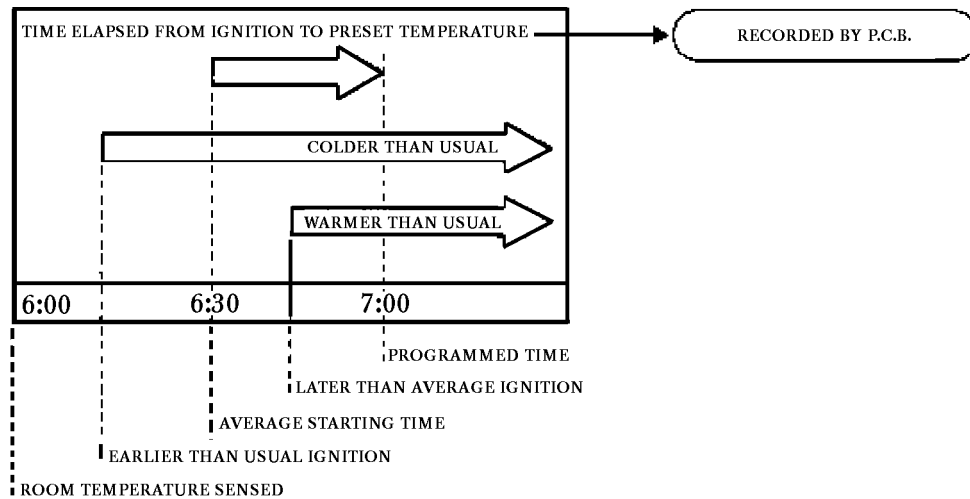 TIME ELAPSED FROM IGNITION TO PRESET TEMPERATURE
RECORDED BY P.C.B.
COLDER THAN USUAL
WARMER THAN USUAL
6:00 6:30 7:00
PROGRAMMED TIME
LATER THAN AVERAGE IGNITION
AVERAGE STARTING TIME
EARLIER THAN USUAL IGNITION
ROOM TEMPERATURE SENSED